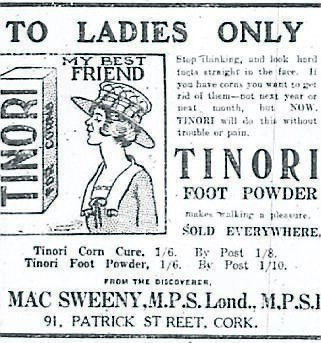 TO LADIES ONLY
MY BEST
FRIEND
TINORI
FOR CORNS
Stop Thinking, and look hard
facts straight in the face. If
you have corns you want to get
rid of them—not next year or
next month, but NOW.
TINORI will do this without
trouble or pain.
TINORI
FOOT POWDER
makes walking a pleasure.
SOLD EVERYWHERE.
Tinori Corn Cure, 1/6. By Post 1/8.
Tinori Foot Powder, 1/6. By Post 1/10.
FROM THE DISCOVERER,
MAC SWEENY, M.P.S. Lond., M.P.S.I
91, PATRICK ST REET, CORK.